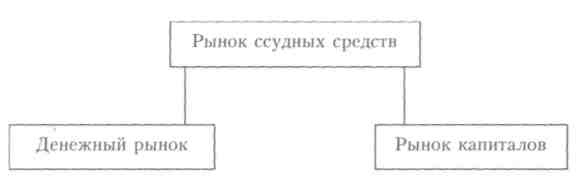 Рынок ссудных средств
Денежный рынок
Рынок капиталов